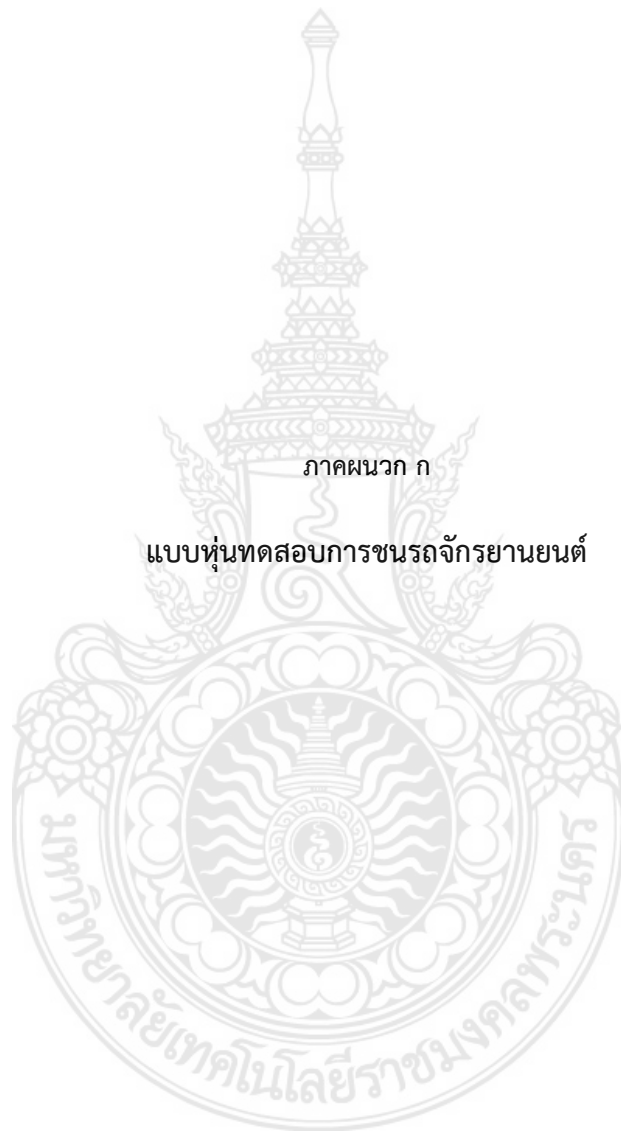 ภาคผนวก ก
แบบหุ่นทดสอบการชนรถจักรยานยนต์
มหาวิทยาลัยเทคโนโลยีราชมงคลพระนคร